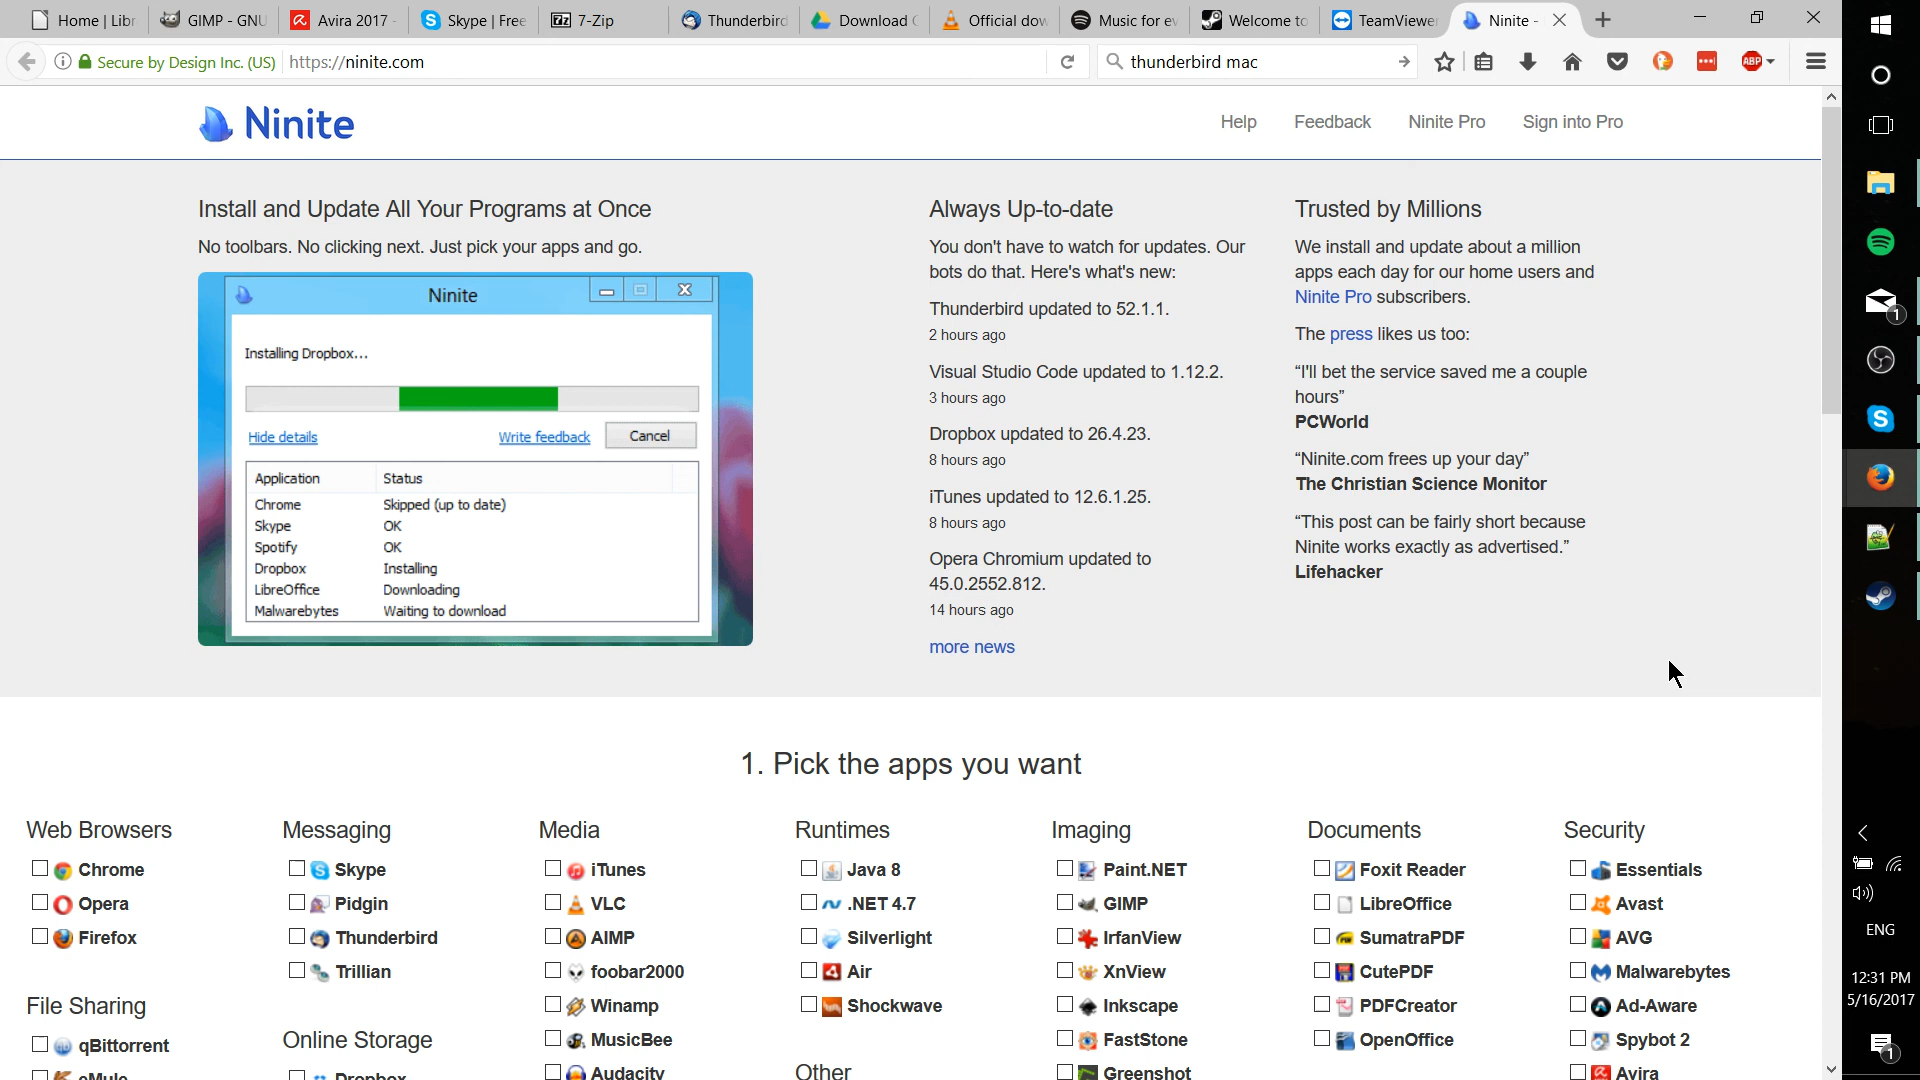 Home | Libr
GIMP - GNU
Avira 2017 -
Skype | Free
7-Zip
Thunderbird
Download
Official dow
Music for ev
Welcome to
TeamViewer
Ninite -
Secure by Design Inc. (US)
https://ninite.com
thunderbird mac
ABP
Ninite
Help
Feedback
Ninite Pro
Sign into Pro
Install and Update All Your Programs at Once
No toolbars. No clicking next. Just pick your apps and go.
Ninite
Installing Dropbox...
Hide details
Write feedback
Cancel
Application Status
Chrome Skipped (up to date)
Skype OK
Spotify OK
Dropbox Installing
LibreOffice Downloading
Malwarebytes Waiting to download
Always Up-to-date
You don't have to watch for updates. Our
bots do that. Here's what's new:
Thunderbird updated to 52.1.1.
2 hours ago
Visual Studio Code updated to 1.12.2.
3 hours ago
Dropbox updated to 26.4.23.
8 hours ago
iTunes updated to 12.6.1.25.
8 hours ago
Opera Chromium updated to
45.0.2552.812.
14 hours ago
more news
Trusted by Millions
We install and update about a million
apps each day for our home users and
Ninite Pro subscribers.
The press likes us too:
“I'll bet the service saved me a couple
hours”
PCWorld
“Ninite.com frees up your day”
The Christian Science Monitor
“This post can be fairly short because
Ninite works exactly as advertised.”
Lifehacker
1. Pick the apps you want
Web Browsers
Chrome
Opera
Firefox
File Sharing
qBittorrent
eMule
Messaging
Skype
Pidgin
Thunderbird
Trillian
Online Storage
Dropbox
Media
iTunes
VLC
AIMP
foobar2000
Winamp
MusicBee
Audacity
Runtimes
Java 8
.NET 4.7
Silverlight
Air
Shockwave
Other
Imaging
Paint.NET
GIMP
IrfanView
XnView
Inkscape
FastStone
Greenshot
Documents
Foxit Reader
LibreOffice
SumatraPDF
CutePDF
PDFCreator
OpenOffice
Security
Essentials
Avast
AVG
Malwarebytes
Ad-Aware
Spybot 2
Avira
1
ENG
12:31 PM
5/16/2017
1